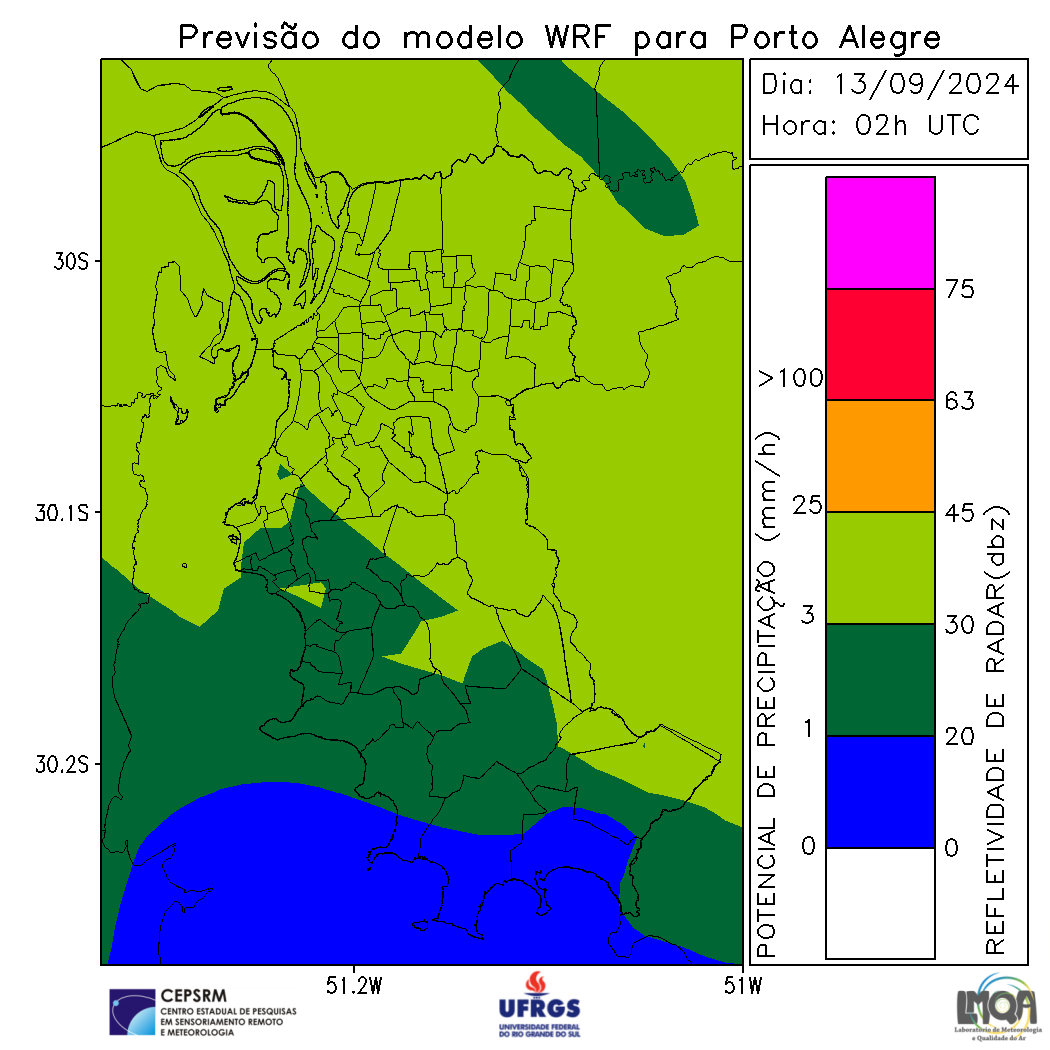 Previsão do modelo WRF para Porto Alegre
Dia: 13/09/2024
Hora: 02h UTC
30S
30.1S
30.2S
51.2W
51W
POTENCIAL DE PRECIPITAÇÃO (mm/h)
>100
25
3
1
0
75
63
45
30
20
0
REFLETIVIDADE DE RADAR(dbz)
CEPSRM
CENTRO ESTADUAL DE PESQUISAS
EM SENSORIAMENTO REMOTO
E METEOROLOGIA
UFRGS
UNIVERSIDADE FEDERAL
DO RIO GRANDE DO SUL
LMQA
Laboratório de Meteorologia
e Qualidade do Ar